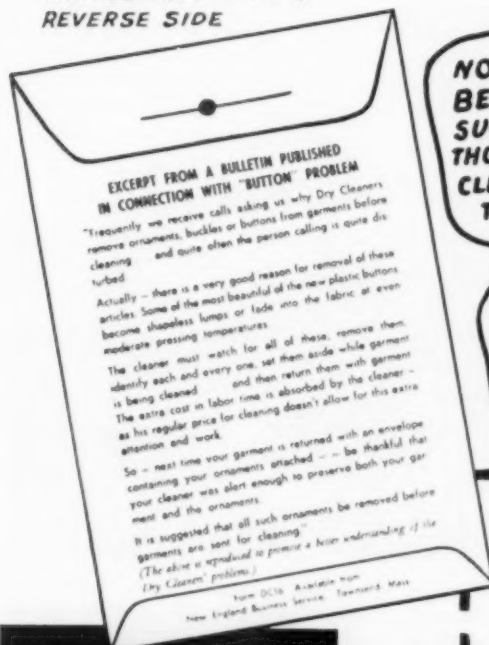 REVERSE SIDE
EXCERPT FROM A BULLETIN PUBLISHED
IN CONNECTION WITH "BUTTON" PROBLEM
"Frequently we receive calls asking us why Dry Cleaners
remove ornaments, buckles or buttons from garments before
cleaning and quite often the person calling is quite dis-
turbed.
Actually – there is a very good reason for removal of these
articles. Some of the most beautiful of the new plastic buttons
become shapeless lumps or fade into the fabric at even
moderate pressing temperatures.
The cleaner must watch for all of these, remove them,
identify each and every one, set them aside while garment
is being cleaned and then return them with garment
The extra cost in labor time is absorbed by the cleaner –
as his regular price for cleaning doesn't allow for this extra
attention and work.
So – next time your garment is returned with an envelope
containing your ornaments attached – – be thankful that
your cleaner was alert enough to preserve both your gar-
ment and the ornaments.
It is suggested that all such ornaments be removed before
garments are sent for cleaning."
(The above is reproduced to promote a better understanding of the
Dry Cleaners' problems.)
Form DC16 Available from
New England Business Service, Townsend, Mass.
NO
BE
SU
THO
CLE
T